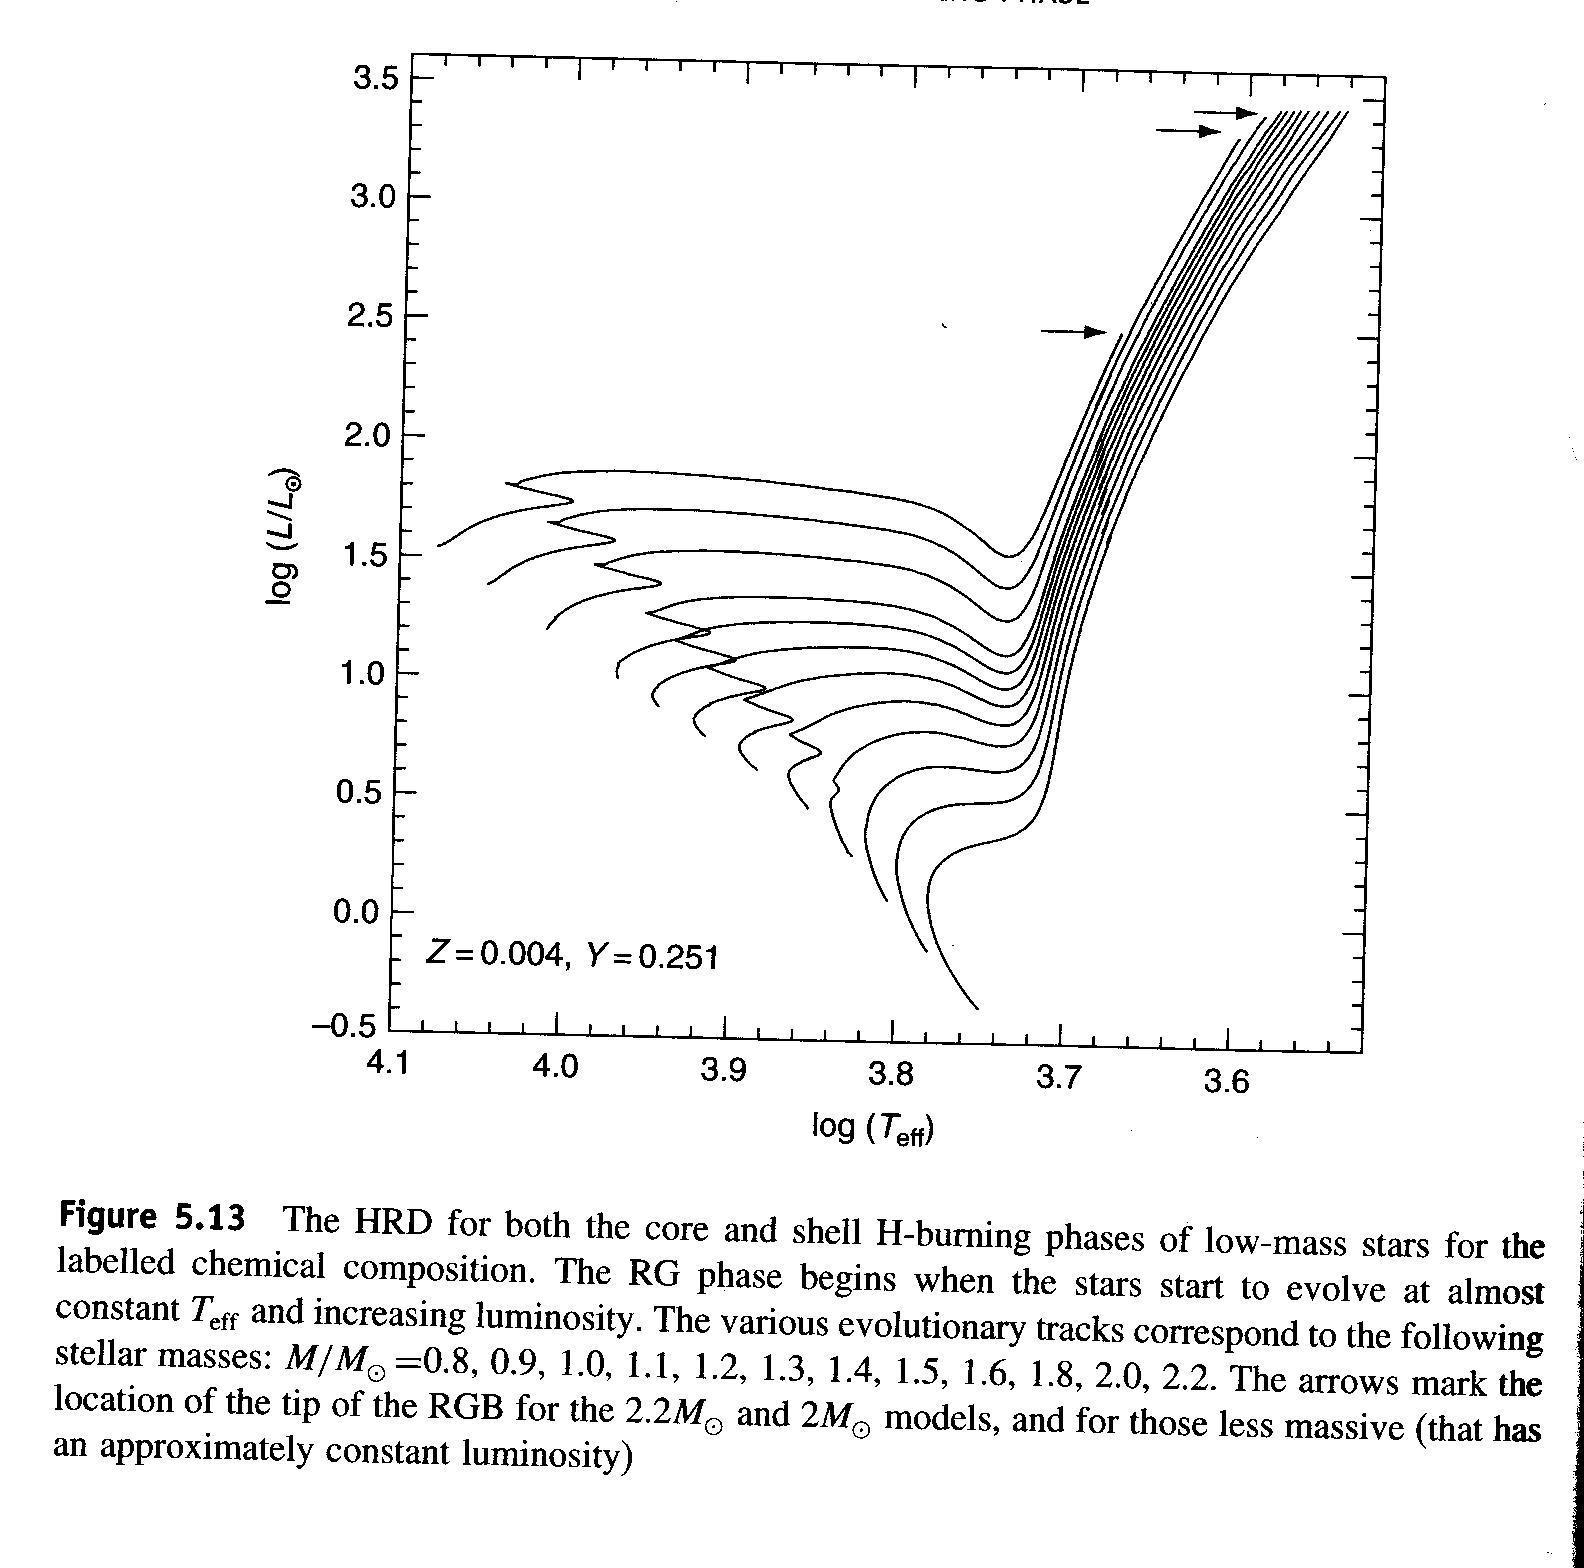 3.5
3.0
2.5
2.0
1.5
1.0
0.5
0.0
−0.5
log (L/L⊙)
Z=0.004, Y=0.251
4.1 4.0 3.9 3.8 3.7 3.6
log (Teff)
Figure 5.13 The HRD for both the core and shell H-burning phases of low-mass stars for the
labelled chemical composition. The RG phase begins when the stars start to evolve at almost
constant Teff and increasing luminosity. The various evolutionary tracks correspond to the following
stellar masses: M/M⊙ =0.8, 0.9, 1.0, 1.1, 1.2, 1.3, 1.4, 1.5, 1.6, 1.8, 2.0, 2.2. The arrows mark the
location of the tip of the RGB for the 2.2M⊙ and 2M⊙ models, and for those less massive (that has
an approximately constant luminosity)